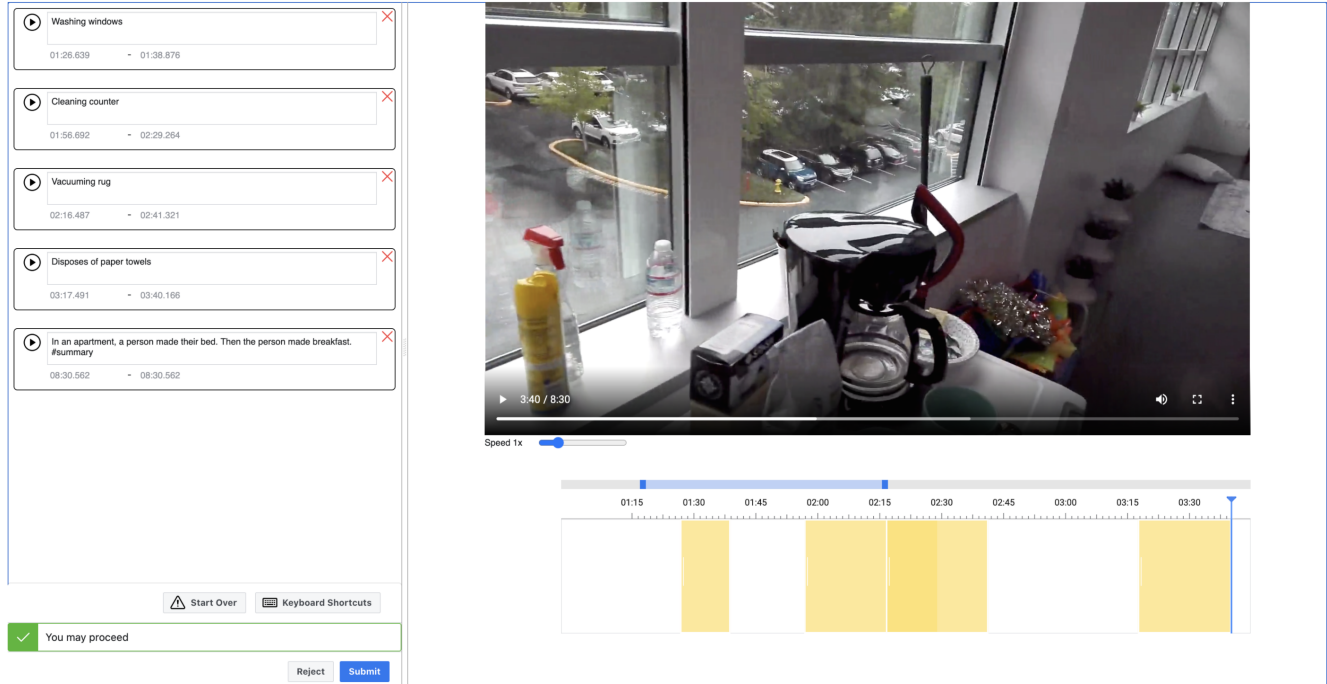 Washing windows
01:26.639 - 01:38.876
Cleaning counter
01:56.692 - 02:29.264
Vacuuming rug
02:16.487 - 02:41.321
Disposes of paper towels
03:17.491 - 03:40.166
In an apartment, a person made their bed. Then the person made breakfast.
#summary
08:30.562 - 08:30.562
Start Over
Keyboard Shortcuts
You may proceed
Reject
Submit
3:40 / 8:30
Speed 1x
01:15 01:30 01:45 02:00 02:15 02:30 02:45 03:00 03:15 03:30